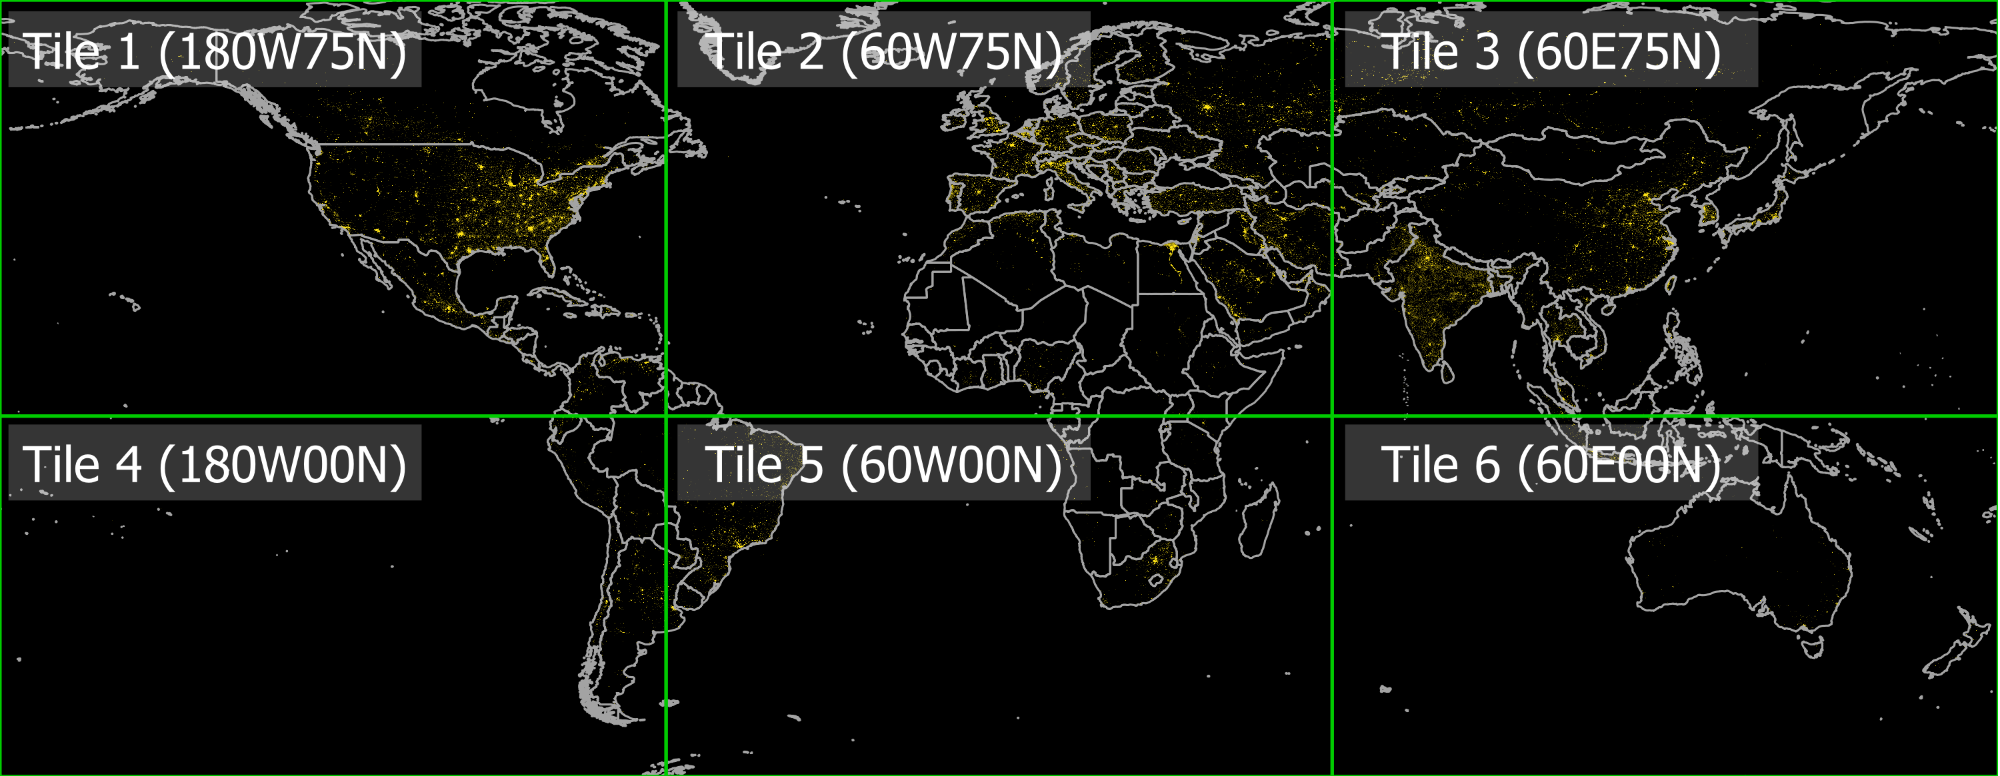 Tile 1 (180W75N)
Tile 2 (60W75N)
Tile 3 (60E75N)
Tile 4 (180W00N)
Tile 5 (60W00N)
Tile 6 (60E00N)